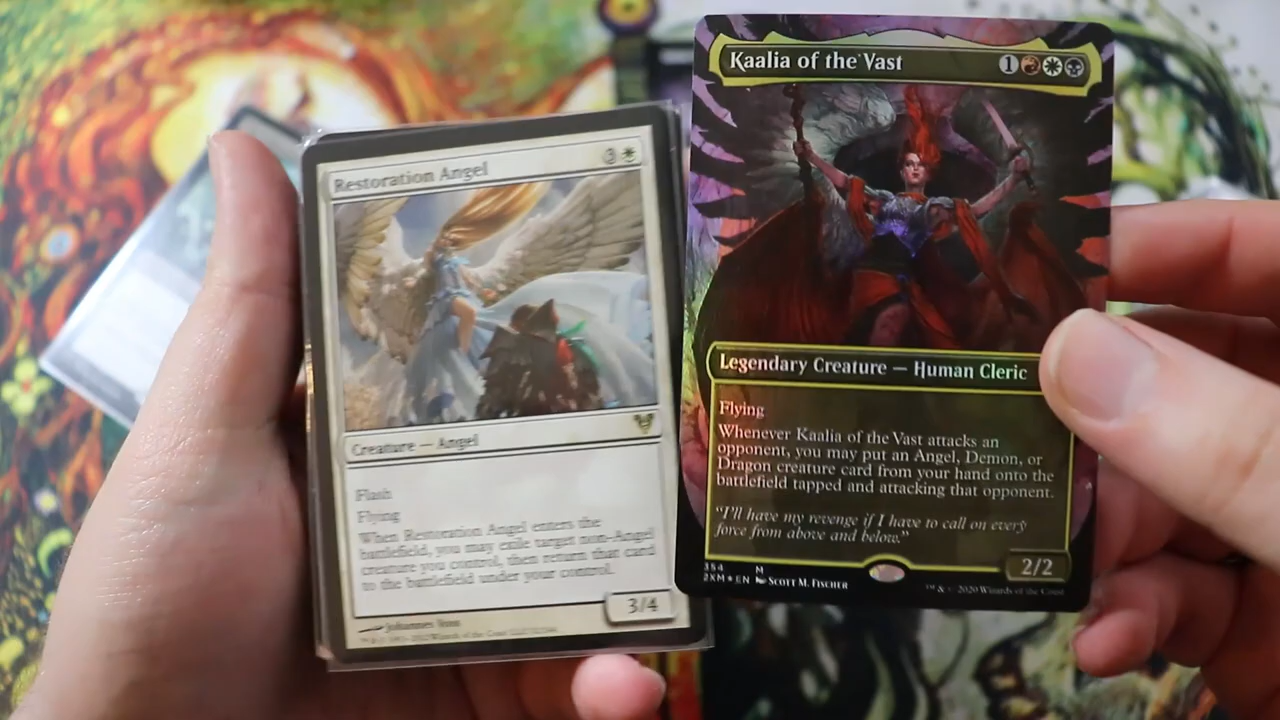 Restoration Angel
3
Creature — Angel
Flash
Flying
When Restoration Angel enters the
battlefield, you may exile target non-Angel
creature you control, then return that card
to the battlefield under your control.
3/4
Johannes Voss
Kaalia of the Vast
1
Legendary Creature — Human Cleric
Flying
Whenever Kaalia of the Vast attacks an
opponent, you may put an Angel, Demon, or
Dragon creature card from your hand onto the
battlefield tapped and attacking that opponent.
“I’ll have my revenge if I have to call on every
force from above and below.”
2/2
354 M
2XM ★ EN Scott M. Fischer
™ & © 2020 Wizards of the Coast